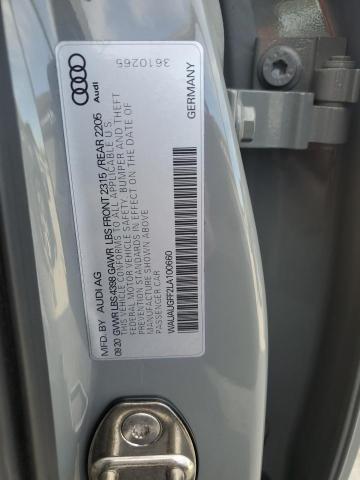 Audi
3610265
GERMANY
MFD. BY AUDI AG
09 20 GVWR LBS 4398 GAWR LBS FRONT 2315 / REAR 2205
THIS VEHICLE CONFORMS TO ALL APPLICABLE U S
FEDERAL MOTOR VEHICLE SAFETY, BUMPER AND THEFT
PREVENTION STANDARDS IN EFFECT ON THE DATE OF
MANUFACTURE SHOWN ABOVE
PASSENGER CAR
WAUAUGFF2LA100660